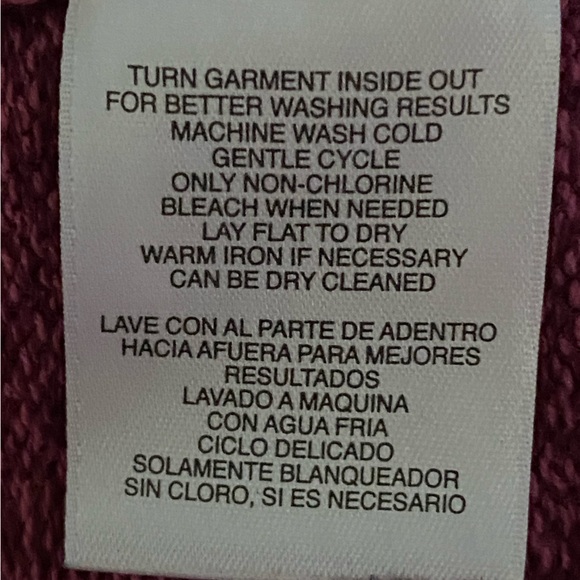 TURN GARMENT INSIDE OUT
FOR BETTER WASHING RESULTS
MACHINE WASH COLD
GENTLE CYCLE
ONLY NON-CHLORINE
BLEACH WHEN NEEDED
LAY FLAT TO DRY
WARM IRON IF NECESSARY
CAN BE DRY CLEANED
LAVE CON AL PARTE DE ADENTRO
HACIA AFUERA PARA MEJORES
RESULTADOS
LAVADO A MAQUINA
CON AGUA FRIA
CICLO DELICADO
SOLAMENTE BLANQUEADOR
SIN CLORO, SI ES NECESARIO